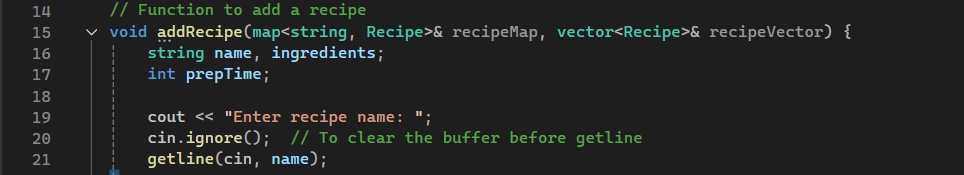 14 // Function to add a recipe
15 void addRecipe(map<string, Recipe>& recipeMap, vector<Recipe>& recipeVector) {
16 string name, ingredients;
17 int prepTime;
18
19 cout << "Enter recipe name: ";
20 cin.ignore();  // To clear the buffer before getline
21 getline(cin, name);